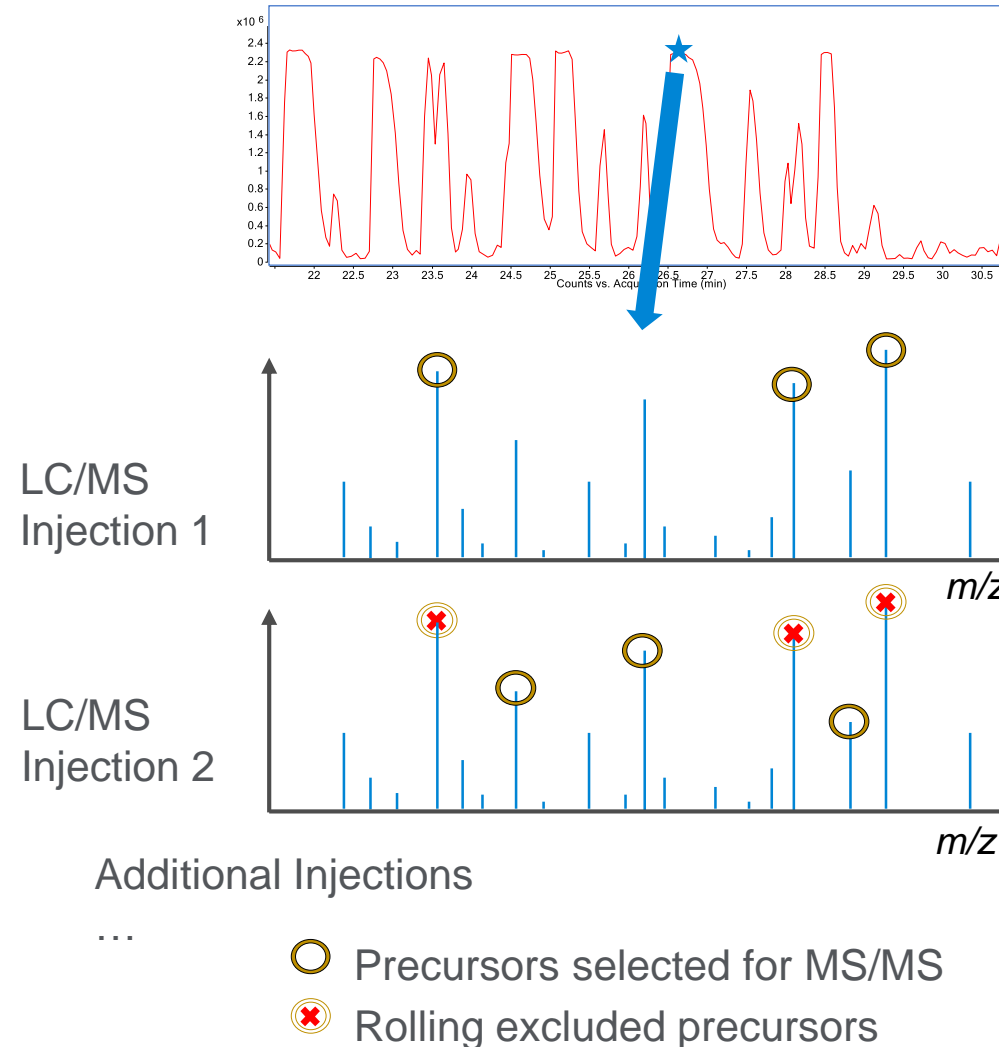 x10 6
2.4
2.2
2
1.8
1.6
1.4
1.2
1
0.8
0.6
0.4
0.2
0
22 22.5 23 23.5 24 24.5 25 25.5 26 26.5 27 27.5 28 28.5 29 29.5 30 30.5
Counts vs. Acquisition Time (min)
LC/MS
Injection 1
m/z
LC/MS
Injection 2
m/z
Additional Injections
…
Precursors selected for MS/MS
Rolling excluded precursors